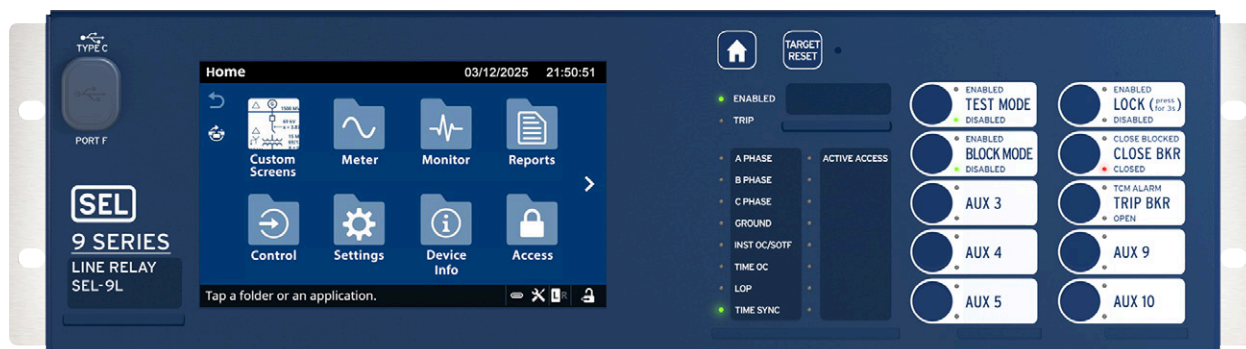 TYPE C
PORT F
SEL
9 SERIES
LINE RELAY
SEL-9L
Home 03/12/2025 21:50:51
Custom
Screens
Meter
Monitor
Reports
Control
Settings
Device
Info
Access
Tap a folder or an application.
L R
TARGET
RESET
ENABLED
TRIP
A PHASE
B PHASE
C PHASE
GROUND
INST OC/SOTF
TIME OC
LOP
TIME SYNC
ACTIVE ACCESS
ENABLED
TEST MODE
DISABLED
ENABLED
BLOCK MODE
DISABLED
AUX 3
AUX 4
AUX 5
ENABLED
LOCK (press for 3s)
DISABLED
CLOSE BLOCKED
CLOSE BKR
CLOSED
TCM ALARM
TRIP BKR
OPEN
AUX 9
AUX 10